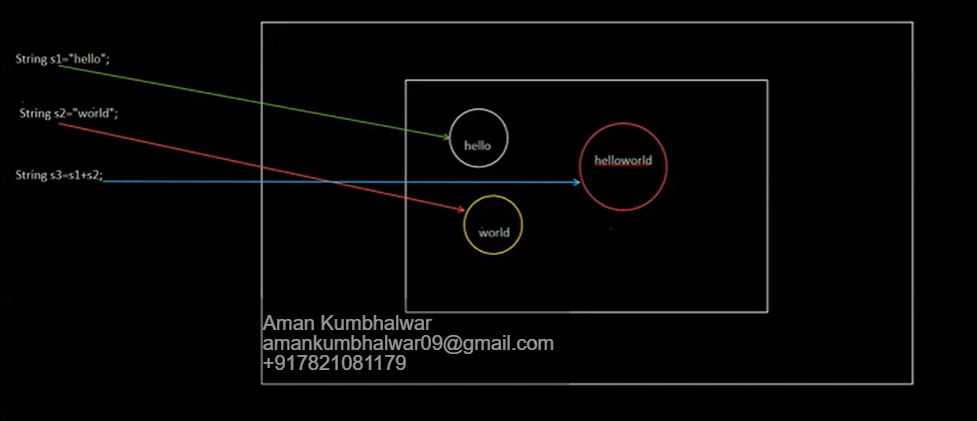 String s1="hello";
String s2="world";
String s3=s1+s2;
hello
helloworld
world
Aman Kumbhalwar
amankumbhalwar09@gmail.com
+917821081179